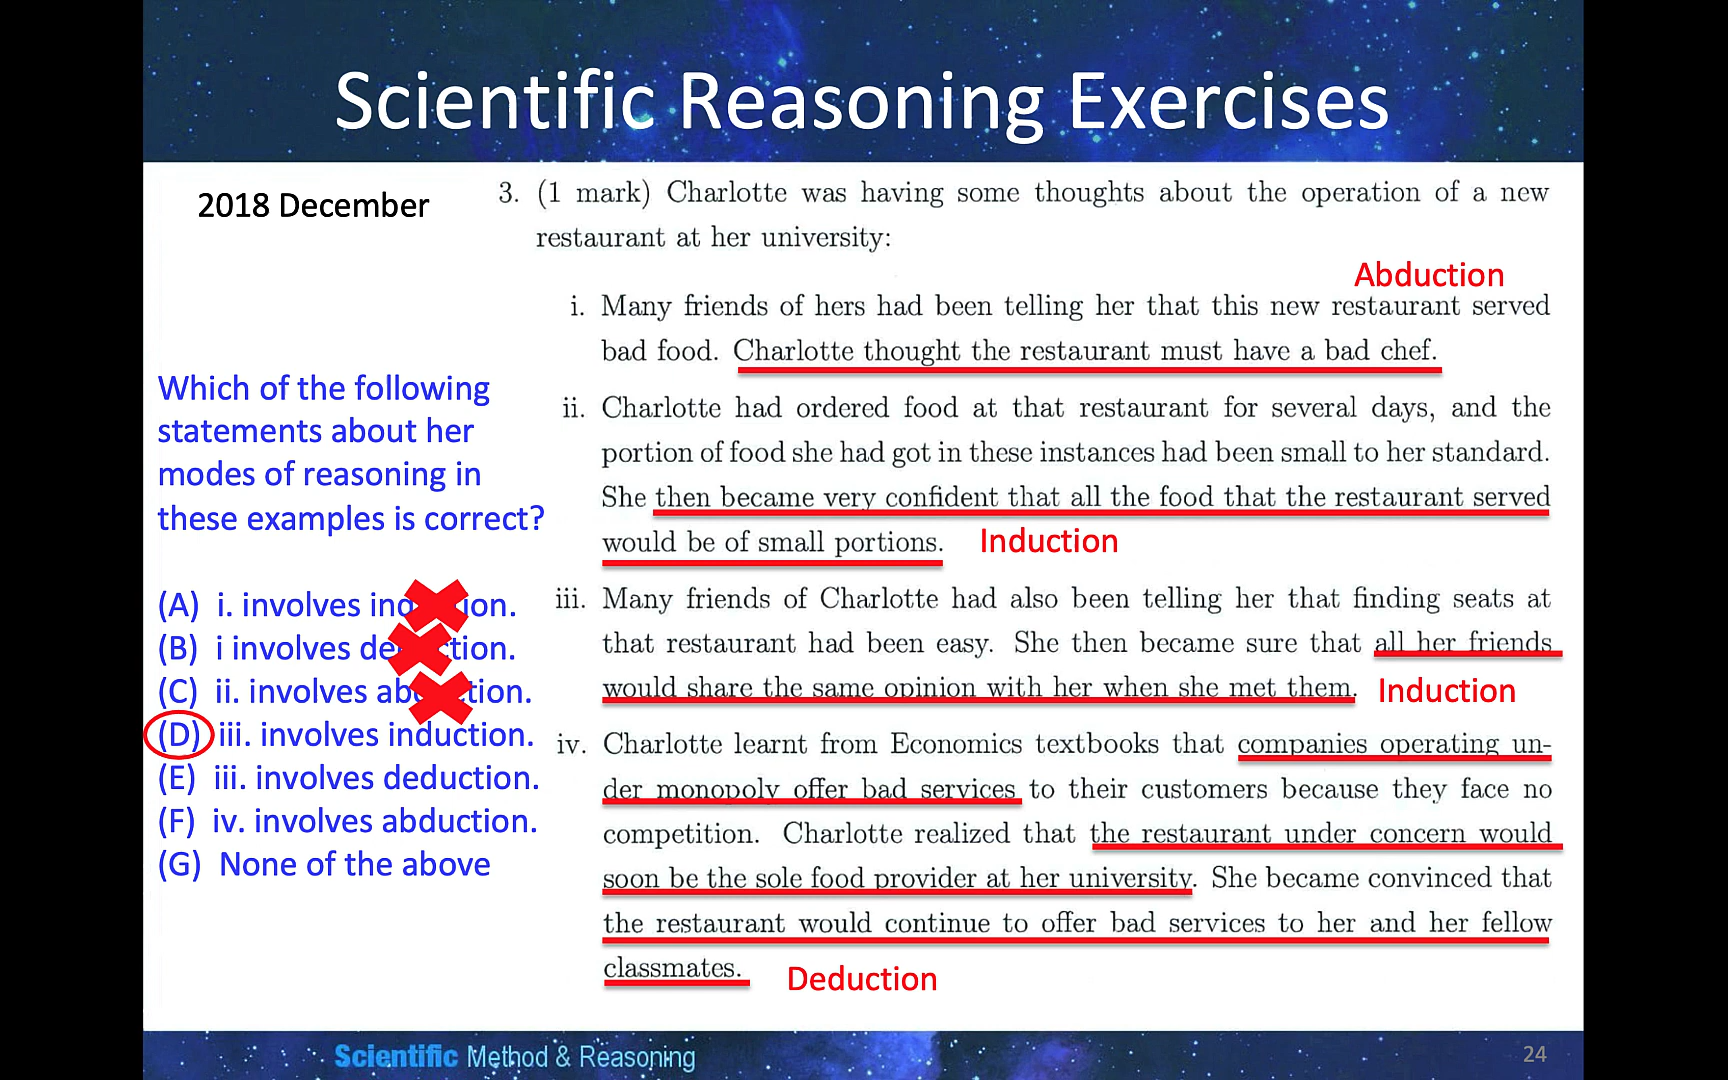 Scientific Reasoning Exercises
2018 December
3. (1 mark) Charlotte was having some thoughts about the operation of a new
restaurant at her university:
Abduction
i. Many friends of hers had been telling her that this new restaurant served
bad food. Charlotte thought the restaurant must have a bad chef.
ii. Charlotte had ordered food at that restaurant for several days, and the
portion of food she had got in these instances had been small to her standard.
She then became very confident that all the food that the restaurant served
would be of small portions. Induction
iii. Many friends of Charlotte had also been telling her that finding seats at
that restaurant had been easy. She then became sure that all her friends
would share the same opinion with her when she met them. Induction
iv. Charlotte learnt from Economics textbooks that companies operating un-
der monopoly offer bad services to their customers because they face no
competition. Charlotte realized that the restaurant under concern would
soon be the sole food provider at her university. She became convinced that
the restaurant would continue to offer bad services to her and her fellow
classmates. Deduction
Which of the following
statements about her
modes of reasoning in
these examples is correct?
(A) i. involves
(B) i involves
(C) ii. involves
(D) iii. involves induction.
(E) iii. involves deduction.
(F) iv. involves abduction.
(G) None of the above
Scientific Method & Reasoning
24